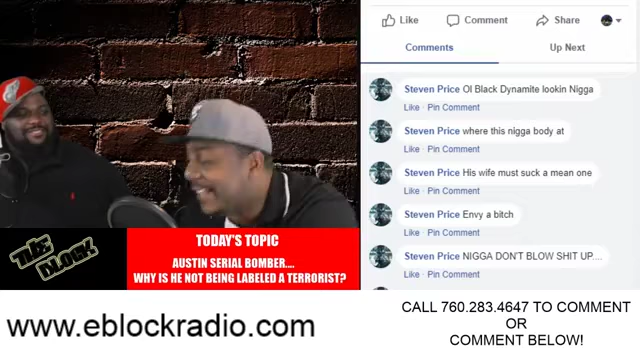 Like
Comment
Share
Comments
Up Next
Steven Price Ol Black Dynamite lookin Nigga
Like · Pin Comment
Steven Price where this nigga body at
Like · Pin Comment
Steven Price His wife must suck a mean one
Like · Pin Comment
Steven Price Envy a bitch
Like · Pin Comment
Steven Price NIGGA DON'T BLOW SHIT UP....
Like · Pin Comment
THE BLOCK
TODAY'S TOPIC
AUSTIN SERIAL BOMBER....
WHY IS HE NOT BEING LABELED A TERRORIST?
www.eblockradio.com
CALL 760.283.4647 TO COMMENT
OR
COMMENT BELOW!